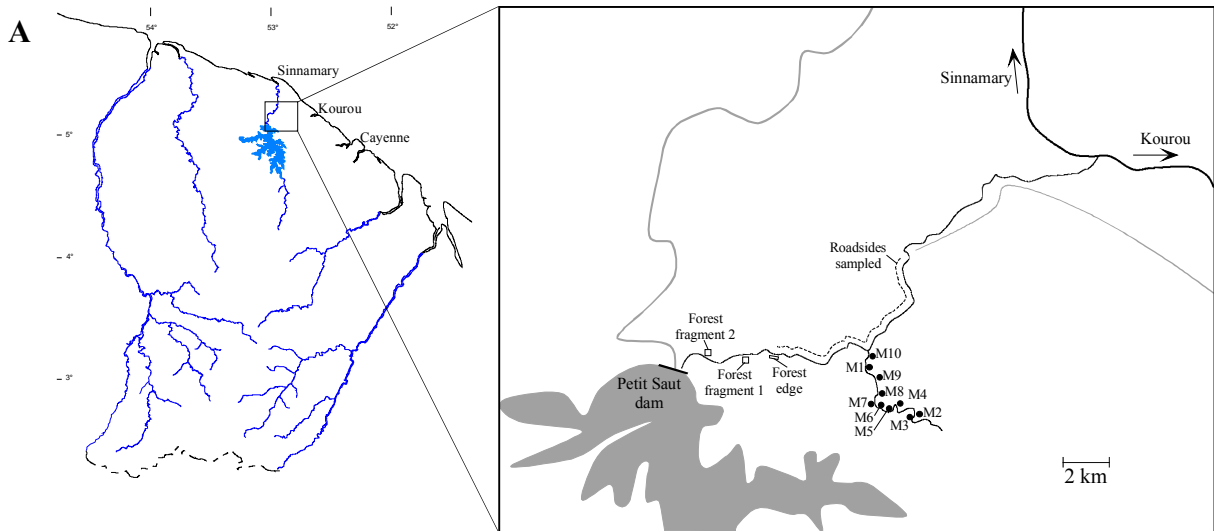 A
54°
53°
52°
5°
4°
3°
Sinnamary
Kourou
Cayenne
Sinnamary
Kourou
Roadsides
sampled
Forest
fragment 2
Forest
fragment 1
Forest
edge
Petit Saut
dam
M10
M1
M9
M8
M4
M7
M6
M5
M3
M2
2 km